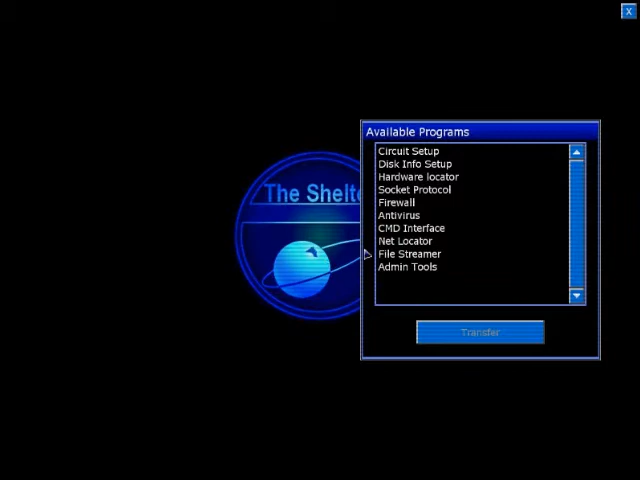 X
Available Programs
The Shelte
Circuit Setup
Disk Info Setup
Hardware locator
Socket Protocol
Firewall
Antivirus
CMD Interface
Net Locator
File Streamer
Admin Tools
Transfer